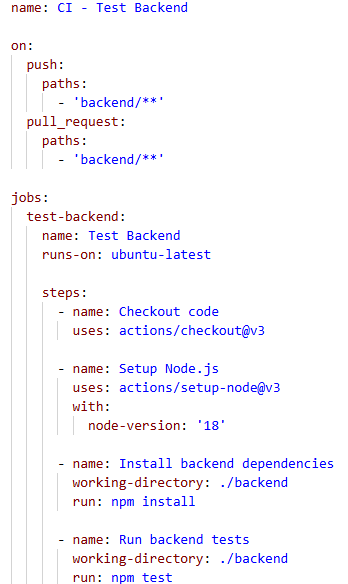 name: CI - Test Backend
on:
  push:
    paths:
      - 'backend/**'
  pull_request:
    paths:
      - 'backend/**'
jobs:
  test-backend:
    name: Test Backend
    runs-on: ubuntu-latest
    steps:
      - name: Checkout code
        uses: actions/checkout@v3
      - name: Setup Node.js
        uses: actions/setup-node@v3
        with:
          node-version: '18'
      - name: Install backend dependencies
        working-directory: ./backend
        run: npm install
      - name: Run backend tests
        working-directory: ./backend
        run: npm test